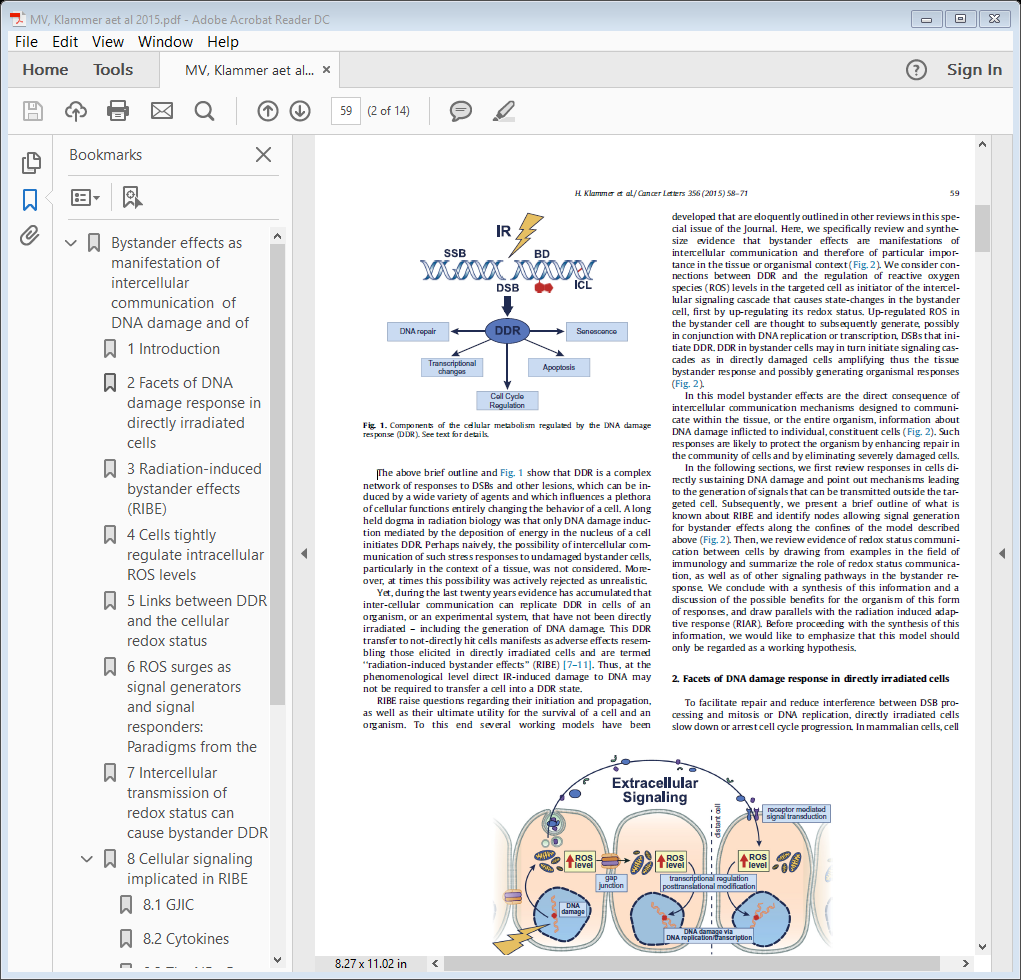 MV, Klammer aet al 2015.pdf - Adobe Acrobat Reader DC
File Edit View Window Help
Home Tools MV, Klammer aet al... × ? Sign In
59 (2 of 14)
Bookmarks
Bystander effects as
manifestation of
intercellular
communication of
DNA damage and of
1 Introduction
2 Facets of DNA
damage response in
directly irradiated
cells
3 Radiation-induced
bystander effects
(RIBE)
4 Cells tightly
regulate intracellular
ROS levels
5 Links between DDR
and the cellular
redox status
6 ROS surges as
signal generators
and signal
responders:
Paradigms from the
7 Intercellular
transmission of
redox status can
cause bystander DDR
8 Cellular signaling
implicated in RIBE
8.1 GJIC
8.2 Cytokines
H. Klammer et al./Cancer Letters 356 (2015) 58–71
59
IR
SSB
BD
DSB
ICL
DDR
DNA repair
Senescence
Transcriptional
changes
Apoptosis
Cell Cycle
Regulation
Fig. 1. Components of the cellular metabolism regulated by the DNA damage
response (DDR). See text for details.
The above brief outline and Fig. 1 show that DDR is a complex
network of responses to DSBs and other lesions, which can be in-
duced by a wide variety of agents and which influences a plethora
of cellular functions entirely changing the behavior of a cell. A long
held dogma in radiation biology was that only DNA damage induc-
tion mediated by the deposition of energy in the nucleus of a cell
initiates DDR. Perhaps naively, the possibility of intercellular com-
munication of such stress responses to undamaged bystander cells,
particularly in the context of a tissue, was not considered. More-
over, at times this possibility was actively rejected as unrealistic.
Yet, during the last twenty years evidence has accumulated that
inter-cellular communication can replicate DDR in cells of an
organism, or an experimental system, that have not been directly
irradiated – including the generation of DNA damage. This DDR
transfer to not-directly hit cells manifests as adverse effects resem-
bling those elicited in directly irradiated cells and are termed
‘‘radiation-induced bystander effects” (RIBE) [7–11]. Thus, at the
phenomenological level direct IR-induced damage to DNA may
not be required to transfer a cell into a DDR state.
RIBE raise questions regarding their initiation and propagation,
as well as their ultimate utility for the survival of a cell and an
organism. To this end several working models have been
developed that are eloquently outlined in other reviews in this spe-
cial issue of the Journal. Here, we specifically review and synthe-
size evidence that bystander effects are manifestations of
intercellular communication and therefore of particular impor-
tance in the tissue or organismal context (Fig. 2). We consider con-
nections between DDR and the regulation of reactive oxygen
species (ROS) levels in the targeted cell as initiator of the intercel-
lular signaling cascade that causes state-changes in the bystander
cell, first by up-regulating its redox status. Up-regulated ROS in
the bystander cell are thought to subsequently generate, possibly
in conjunction with DNA replication or transcription, DSBs that ini-
tiate DDR. DDR in bystander cells may in turn initiate signaling cas-
cades as in directly damaged cells amplifying thus the tissue
bystander response and possibly generating organismal responses
(Fig. 2).
In this model bystander effects are the direct consequence of
intercellular communication mechanisms designed to communi-
cate within the tissue, or the entire organism, information about
DNA damage inflicted to individual, constituent cells (Fig. 2). Such
responses are likely to protect the organism by enhancing repair in
the community of cells and by eliminating severely damaged cells.
In the following sections, we first review responses in cells di-
rectly sustaining DNA damage and point out mechanisms leading
to the generation of signals that can be transmitted outside the tar-
geted cell. Subsequently, we present a brief outline of what is
known about RIBE and identify nodes allowing signal generation
for bystander effects along the confines of the model described
above (Fig. 2). Then, we review evidence of redox status communi-
cation between cells by drawing from examples in the field of
immunology and summarize the role of redox status communica-
tion, as well as of other signaling pathways in the bystander re-
sponse. We conclude with a synthesis of this information and a
discussion of the possible benefits for the organism of this form
of responses, and draw parallels with the radiation induced adap-
tive response (RIAR). Before proceeding with the synthesis of this
information, we would like to emphasize that this model should
only be regarded as a working hypothesis.
2. Facets of DNA damage response in directly irradiated cells
To facilitate repair and reduce interference between DSB pro-
cessing and mitosis or DNA replication, directly irradiated cells
slow down or arrest cell cycle progression. In mammalian cells, cell
Extracellular
Signaling
distant cell
receptor mediated
signal transduction
ROS
level
ROS
level
ROS
level
gap
junction
transcriptional regulation
posttranslational modification
DNA
damage
DNA damage via
DNA replication/transcription
8.27 x 11.02 in